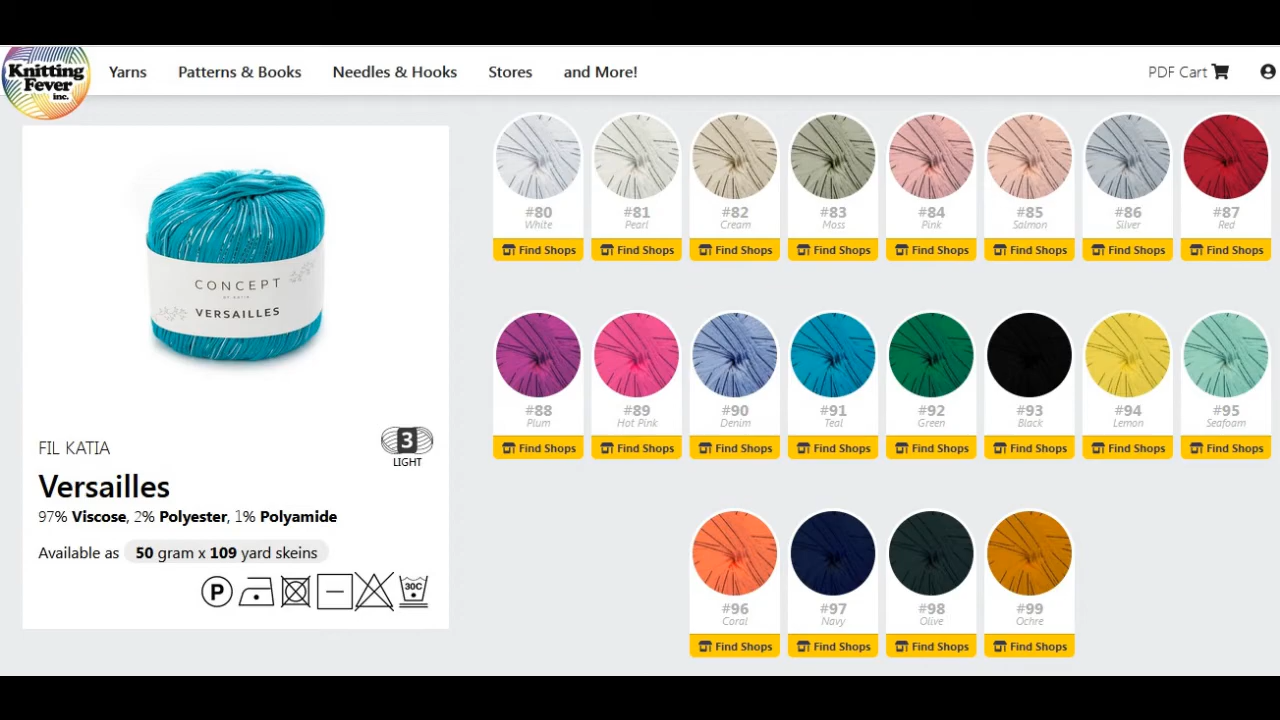 Knitting
Fever
inc.
Yarns
Patterns & Books
Needles & Hooks
Stores
and More!
PDF Cart
CONCEPT
BY KATIA
VERSAILLES
FIL KATIA
3
LIGHT
Versailles
97% Viscose, 2% Polyester, 1% Polyamide
Available as 50 gram x 109 yard skeins
P
30C
#80
White
Find Shops
#81
Pearl
Find Shops
#82
Cream
Find Shops
#83
Moss
Find Shops
#84
Pink
Find Shops
#85
Salmon
Find Shops
#86
Silver
Find Shops
#87
Red
Find Shops
#88
Plum
Find Shops
#89
Hot Pink
Find Shops
#90
Denim
Find Shops
#91
Teal
Find Shops
#92
Green
Find Shops
#93
Black
Find Shops
#94
Lemon
Find Shops
#95
Seafoam
Find Shops
#96
Coral
Find Shops
#97
Navy
Find Shops
#98
Olive
Find Shops
#99
Ochre
Find Shops